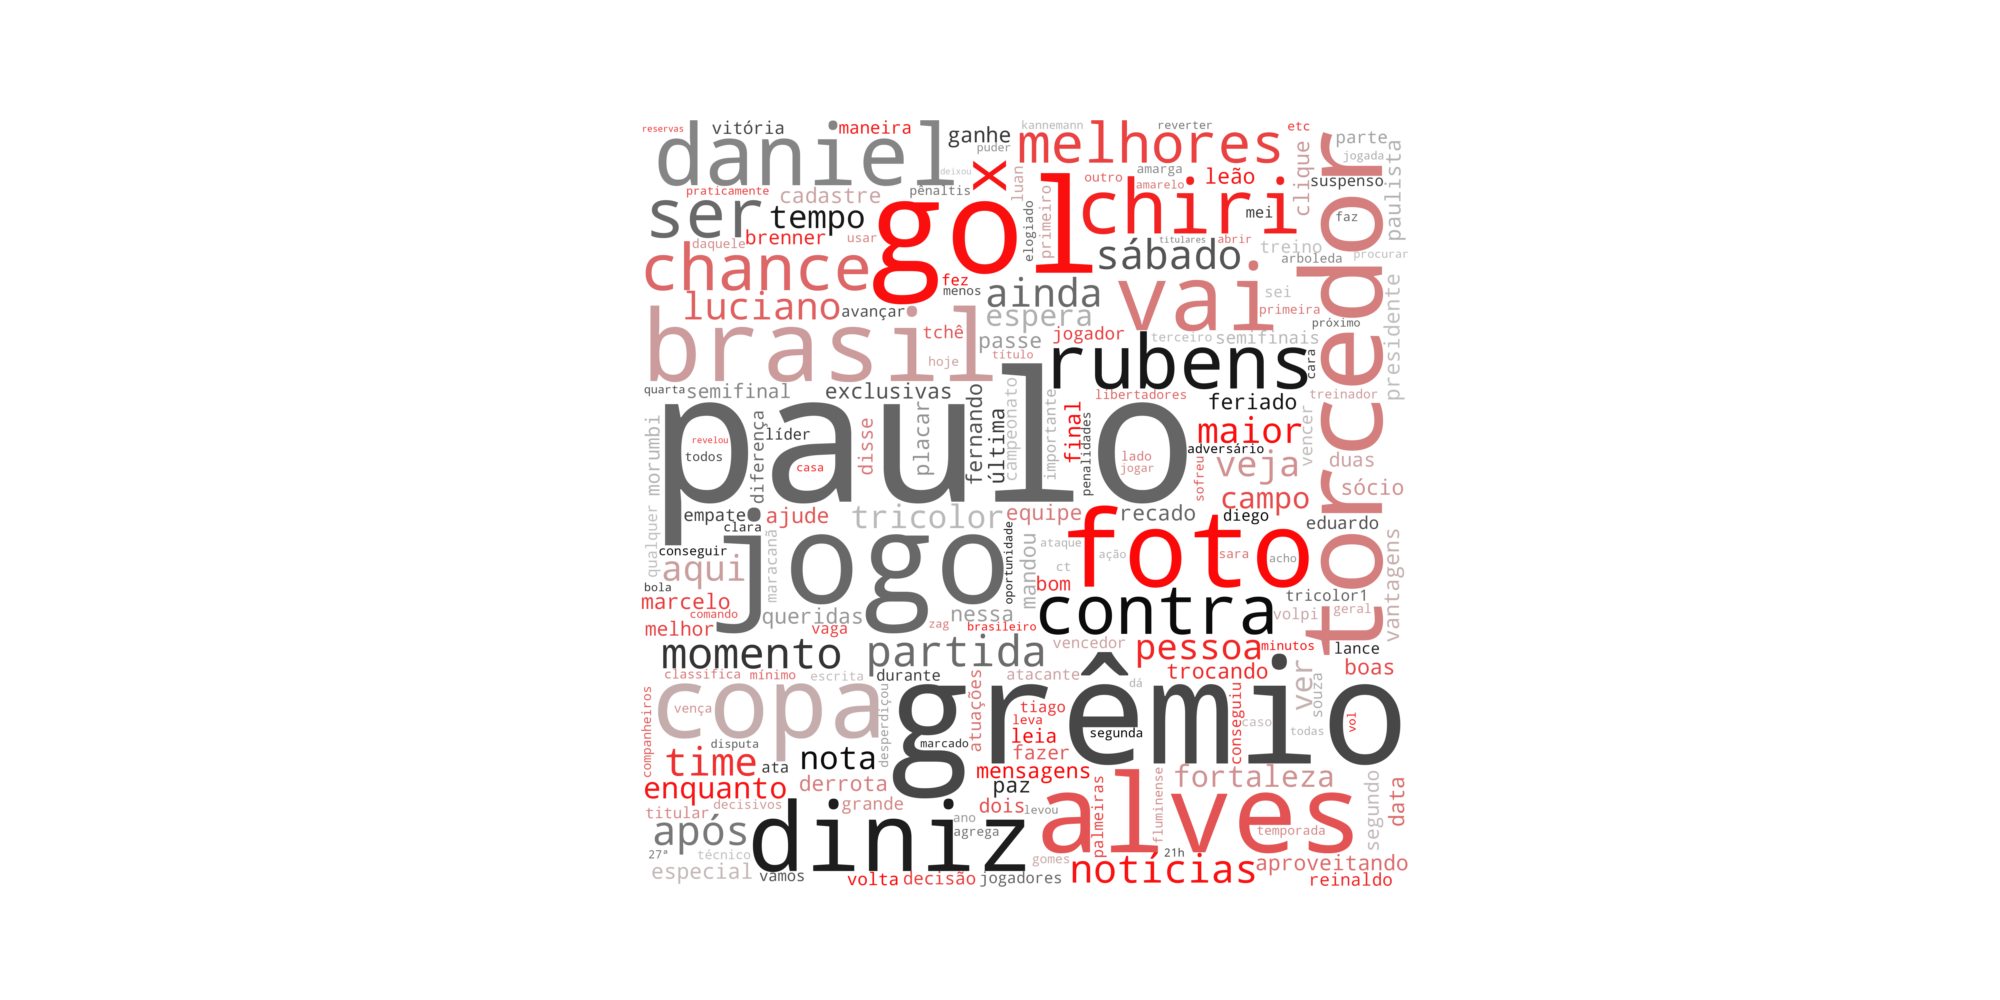 reservas
vitória
maneira
ganhe
kannemann
reverter
etc
parte
daniel
melhores
puder
jogada
deixou
x
luan
outro
amarga
leão
clique
suspenso
paulista
praticamente
cadastre
pênaltis
amarelo
ser
tempo
gol
chiri
mei
faz
torcedor
daquele
brenner
usar
elogiado
primeiro
titulares
abrir
sábado
treino
procurar
arboleda
chance
fez
menos
ainda
vai
sei
luciano
avançar
espera
primeira
presidente
brasil
tchê
passe
jogador
terceiro
semifinais
próximo
hoje
título
rubens
cara
quarta
semifinal
exclusivas
libertadores
feriado
treinador
paulo
líder
fernando
última
campeonato
importante
final
maior
vencer
revelou
todos
diferença
casa
disse
placar
penalidades
lado
jogar
adversário
veja
duas
morumbi
sofreu
campo
sócio
empate
ajude
tricolor
equipe
recado
diego
eduardo
clara
jogo
foto
qualquer
conseguir
maracanã
oportunidade
ataque
ação
sara
acho
aqui
ct
mandou
bom
vantagens
bola
marcelo
comando
queridas
nessa
contra
tricolor1
volpi
geral
melhor
vaga
zag
brasileiro
momento
partida
vencedor
pessoa
minutos
lance
classifica
mínimo
escrita
durante
atacante
trocando
ver
boas
copa
vença
grêmio
dá
souza
companheiros
desperdiçou
atuações
tiago
leva
conseguiu
caso
todas
vol
disputa
marcado
leia
segunda
time
ata
nota
fazer
enquanto
derrota
mensagens
paz
fortaleza
titular
decisivos
grande
dois
levou
palmeiras
alves
fluminense
segundo
data
após
diniz
ano
agrega
temporada
27ª
técnico
gomes
21h
especial
vamos
volta
decisão
jogadores
notícias
aproveitando
reinaldo